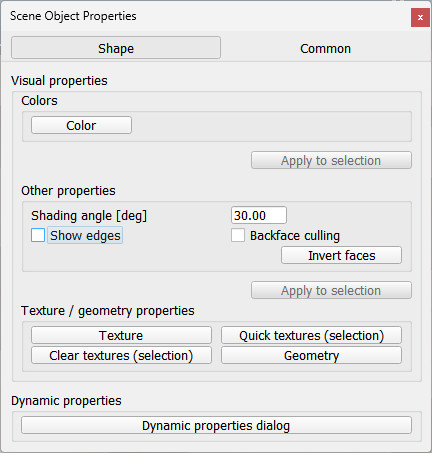 Scene Object Properties
x
Shape Common
Visual properties
Colors
Color
Apply to selection
Other properties
Shading angle [deg] 30.00
Show edges Backface culling
Invert faces
Apply to selection
Texture / geometry properties
Texture Quick textures (selection)
Clear textures (selection) Geometry
Dynamic properties
Dynamic properties dialog